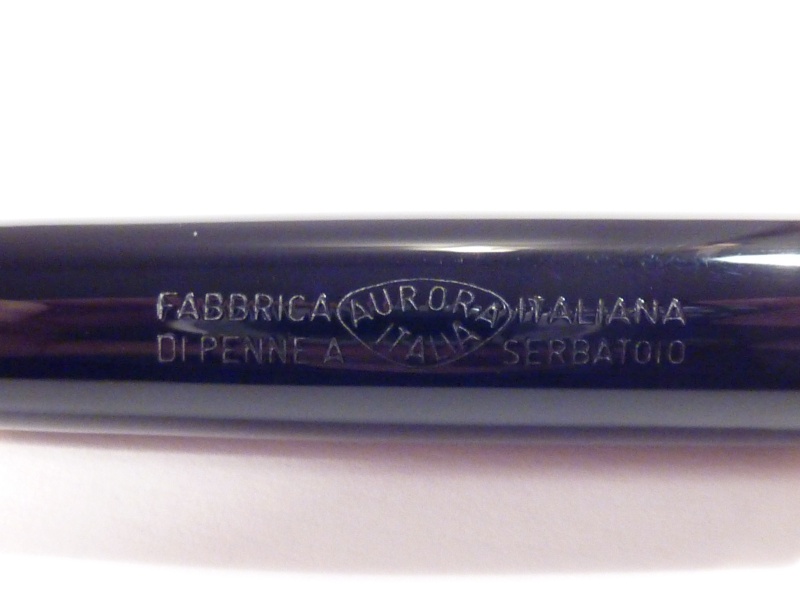 FABBRICA AURORA ITALIANA
DI PENNE A ITALIA SERBATOIO